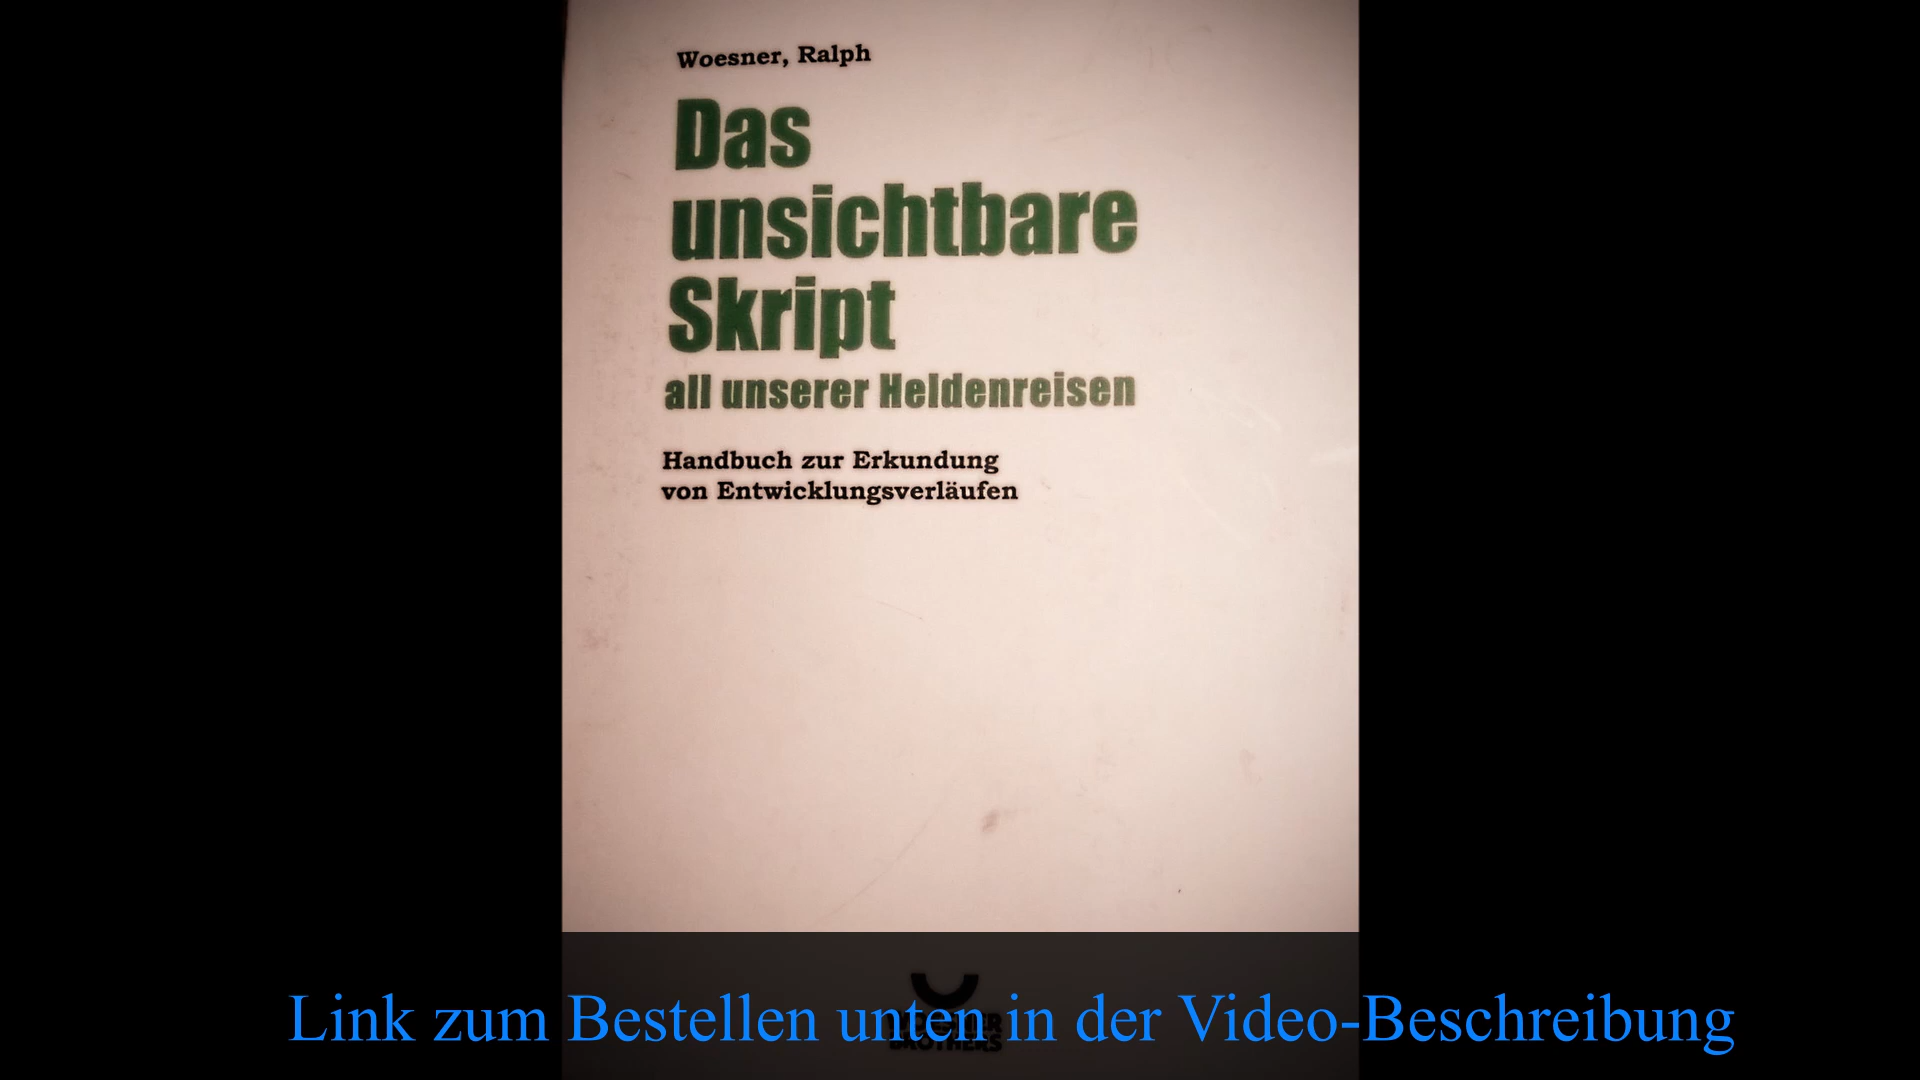 Woesner, Ralph
Das
unsichtbare
Skript
all unserer Heldenreisen
Handbuch zur Erkundung
von Entwicklungsverläufen
Link zum Bestellen unten in der Video-Beschreibung
BROTHERS